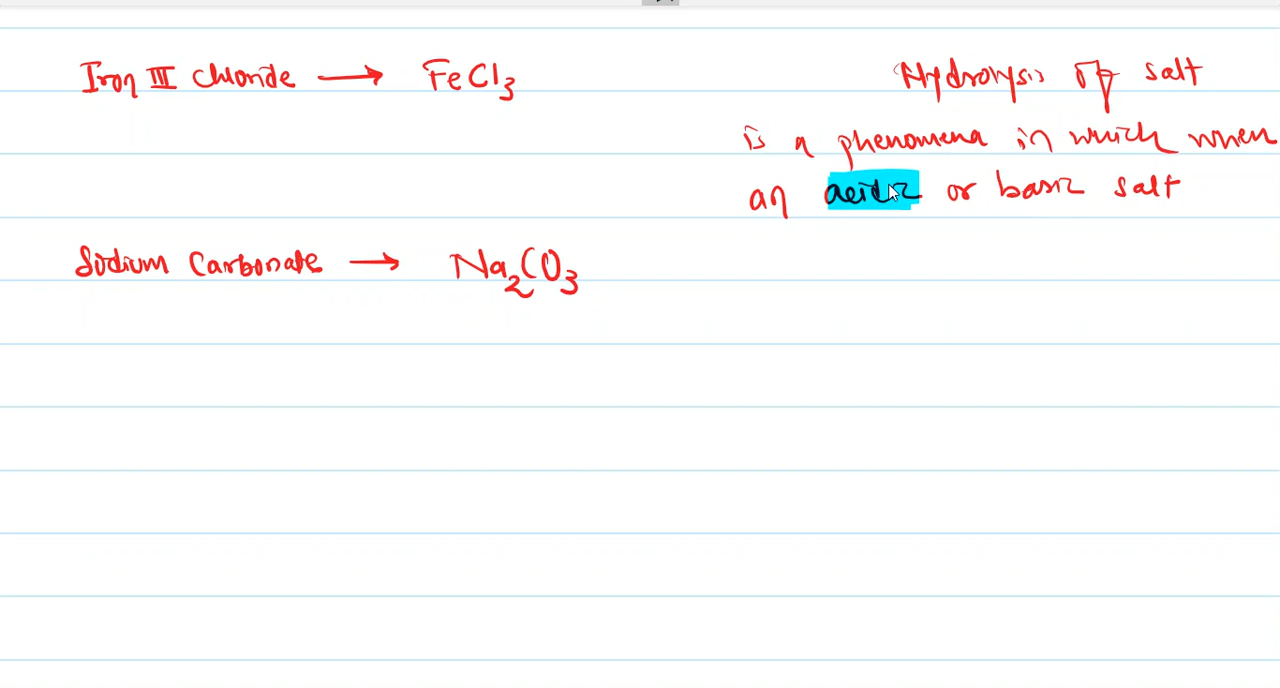 Iron III chloride → FeCl3
Hydrolysis of salt
is a phenomena in which when
an acidic or basic salt
Sodium Carbonate → Na2CO3